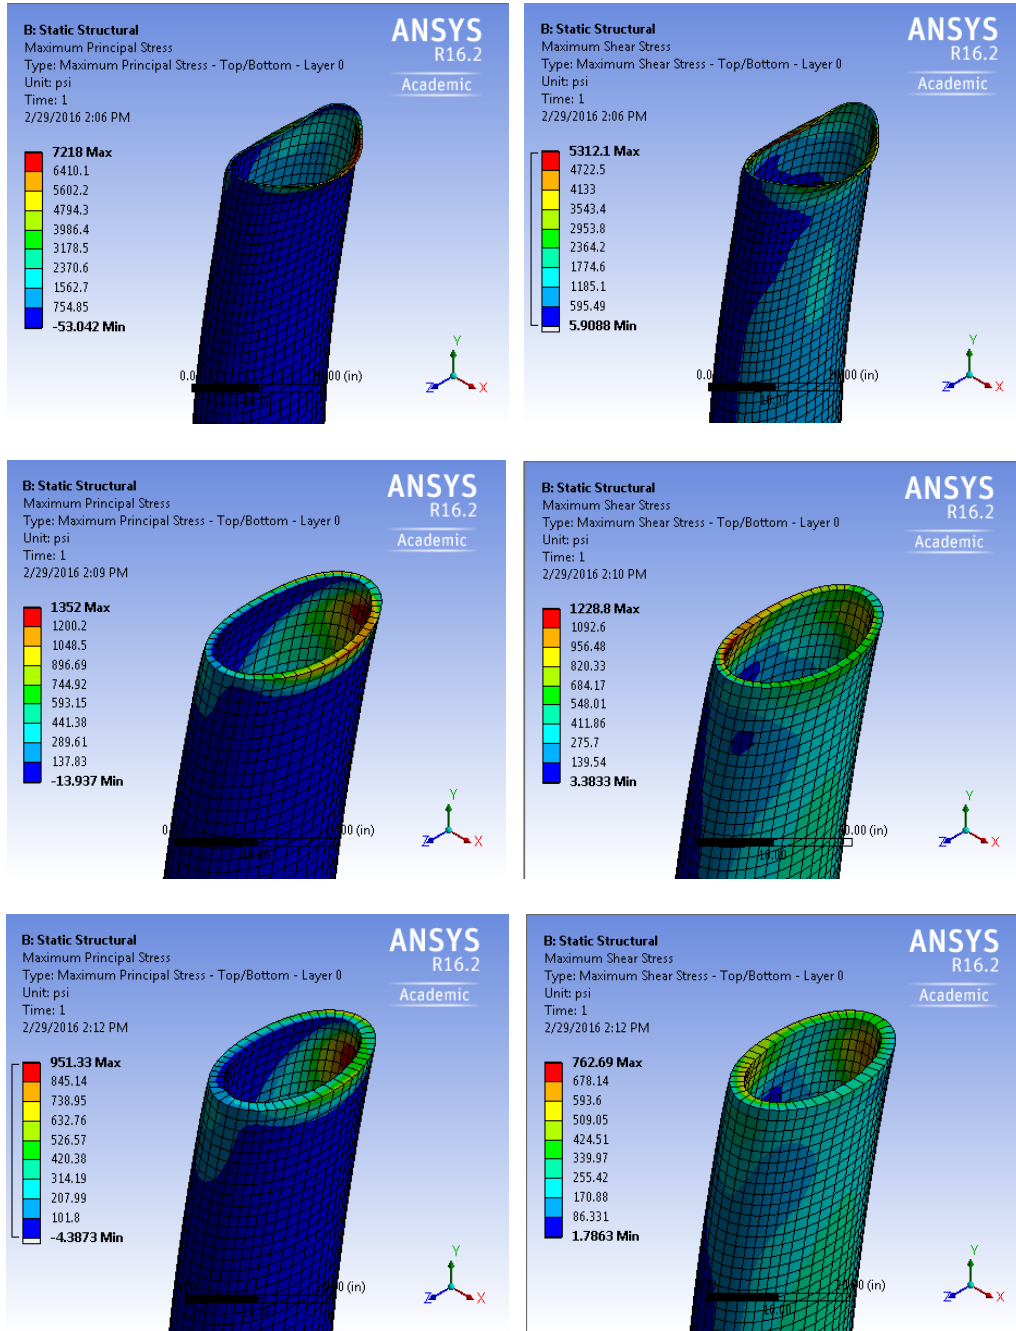 B: Static Structural
Maximum Principal Stress
Type: Maximum Principal Stress - Top/Bottom - Layer 0
Unit: psi
Time: 1
2/29/2016 2:06 PM
ANSYS
R16.2
Academic
7218 Max
6410.1
5602.2
4794.3
3986.4
3178.5
2370.6
1562.7
754.85
-53.042 Min
(in)
Y
Z
X
B: Static Structural
Maximum Shear Stress
Type: Maximum Shear Stress - Top/Bottom - Layer 0
Unit: psi
Time: 1
2/29/2016 2:06 PM
ANSYS
R16.2
Academic
5312.1 Max
4722.5
4133
3543.4
2953.8
2364.2
1774.6
1185.1
595.49
5.9088 Min
(in)
10.00
Y
Z
X
B: Static Structural
Maximum Principal Stress
Type: Maximum Principal Stress - Top/Bottom - Layer 0
Unit: psi
Time: 1
2/29/2016 2:09 PM
ANSYS
R16.2
Academic
1352 Max
1200.2
1048.5
896.69
744.92
593.15
441.38
289.61
137.83
-13.937 Min
(in)
Y
Z
X
B: Static Structural
Maximum Shear Stress
Type: Maximum Shear Stress - Top/Bottom - Layer 0
Unit: psi
Time: 1
2/29/2016 2:10 PM
ANSYS
R16.2
Academic
1228.8 Max
1092.6
956.48
820.33
684.17
548.01
411.86
275.7
139.54
3.3833 Min
(in)
Y
Z
X
B: Static Structural
Maximum Principal Stress
Type: Maximum Principal Stress - Top/Bottom - Layer 0
Unit: psi
Time: 1
2/29/2016 2:12 PM
ANSYS
R16.2
Academic
951.33 Max
845.14
738.95
632.76
526.57
420.38
314.19
207.99
101.8
-4.3873 Min
(in)
Y
Z
X
B: Static Structural
Maximum Shear Stress
Type: Maximum Shear Stress - Top/Bottom - Layer 0
Unit: psi
Time: 1
2/29/2016 2:12 PM
ANSYS
R16.2
Academic
762.69 Max
678.14
593.6
509.05
424.51
339.97
255.42
170.88
86.331
1.7863 Min
(in)
Y
Z
X